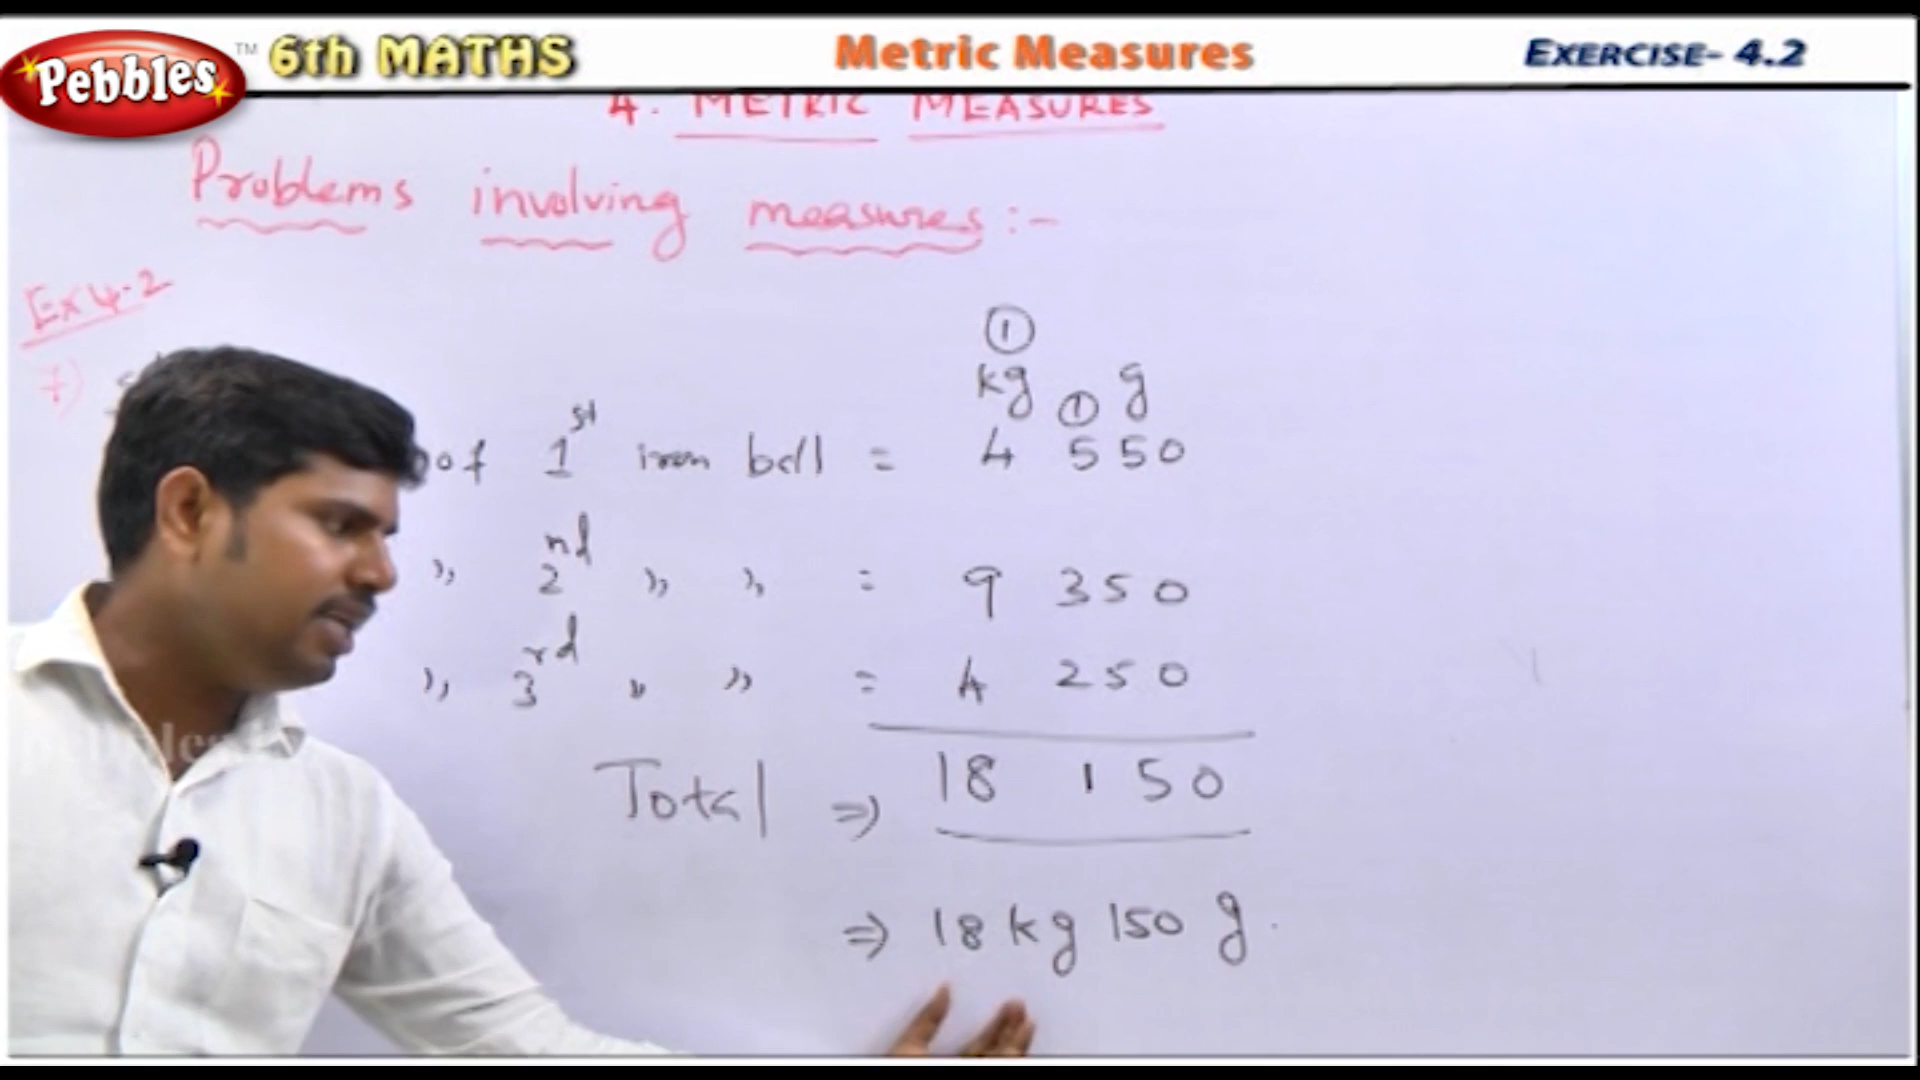 Pebbles ™ 6th MATHS Metric Measures EXERCISE- 4.2
4. METRIC MEASURES
Problems involving measures :-
Ex 4.2
7)
①
kg ① g
of 1st iron ball = 4 550
,, 2nd ,, ,, = 9 350
,, 3rd ,, ,, = 4 250
Total ⇒ 18 150
⇒ 18 kg 150 g.